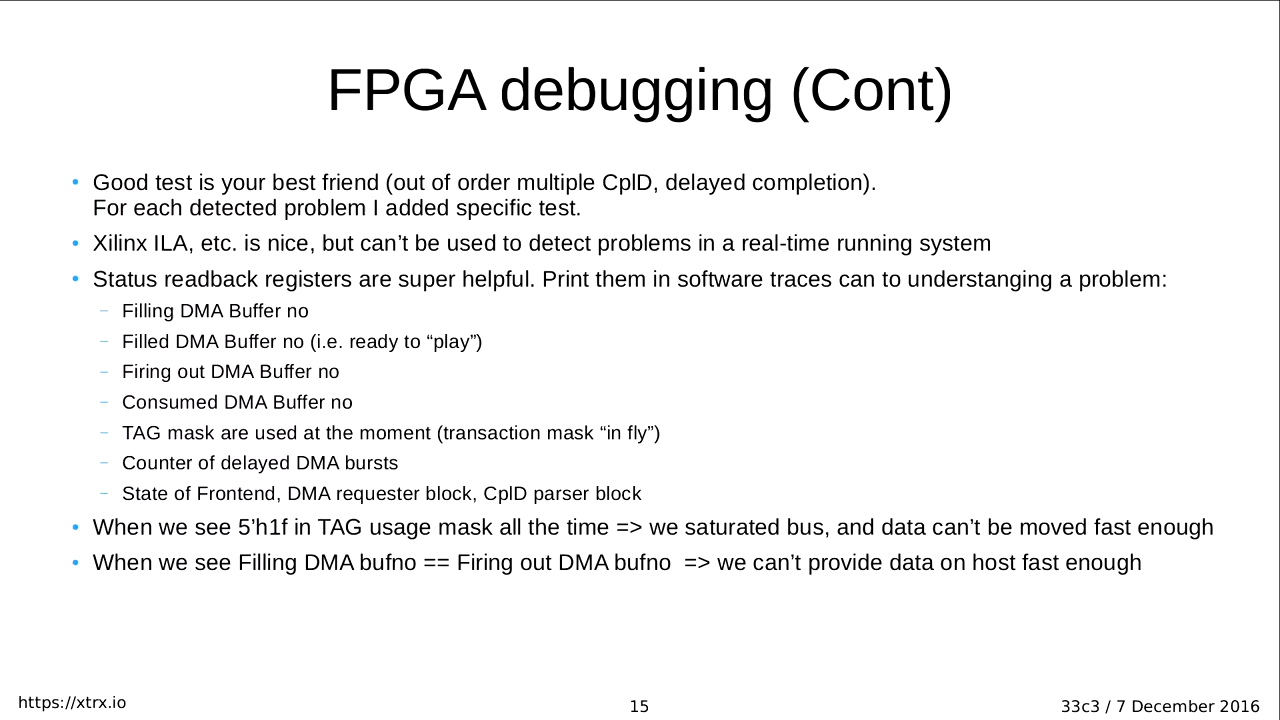 FPGA debugging (Cont)
• Good test is your best friend (out of order multiple CplD, delayed completion).
For each detected problem I added specific test.
• Xilinx ILA, etc. is nice, but can’t be used to detect problems in a real-time running system
• Status readback registers are super helpful. Print them in software traces can to understanging a problem:
– Filling DMA Buffer no
– Filled DMA Buffer no (i.e. ready to “play”)
– Firing out DMA Buffer no
– Consumed DMA Buffer no
– TAG mask are used at the moment (transaction mask “in fly”)
– Counter of delayed DMA bursts
– State of Frontend, DMA requester block, CplD parser block
• When we see 5’h1f in TAG usage mask all the time => we saturated bus, and data can’t be moved fast enough
• When we see Filling DMA bufno == Firing out DMA bufno  => we can’t provide data on host fast enough
https://xtrx.io
15
33c3 / 7 December 2016